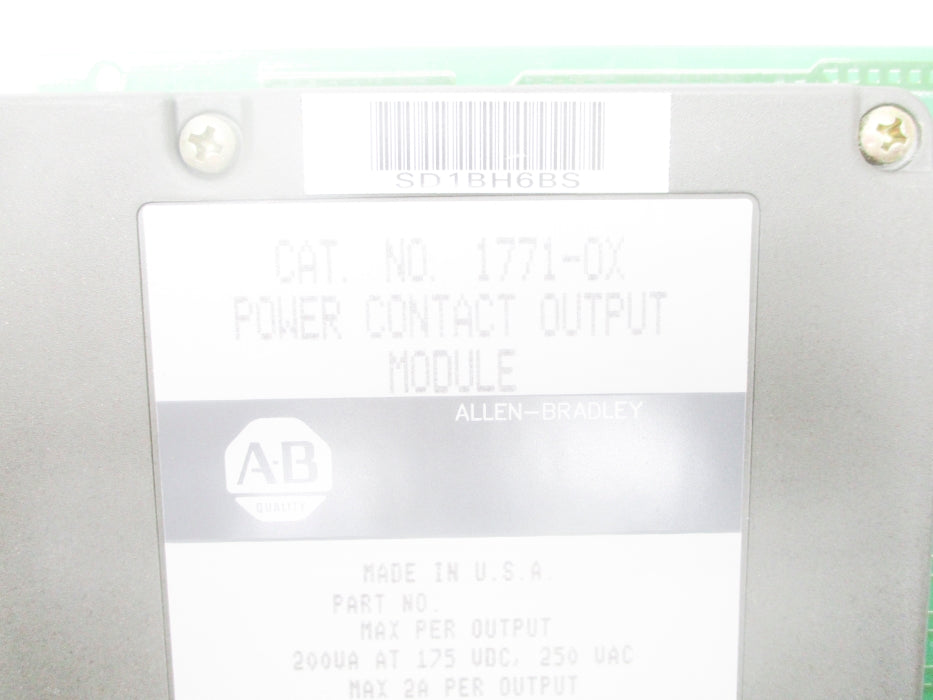 SD1BH6BS
CAT. NO. 1771-OX
POWER CONTACT OUTPUT
MODULE
ALLEN-BRADLEY
A-B
QUALITY
MADE IN U.S.A.
PART NO.
MAX PER OUTPUT
200VA AT 175 VDC, 250 VAC
MAX 2A PER OUTPUT